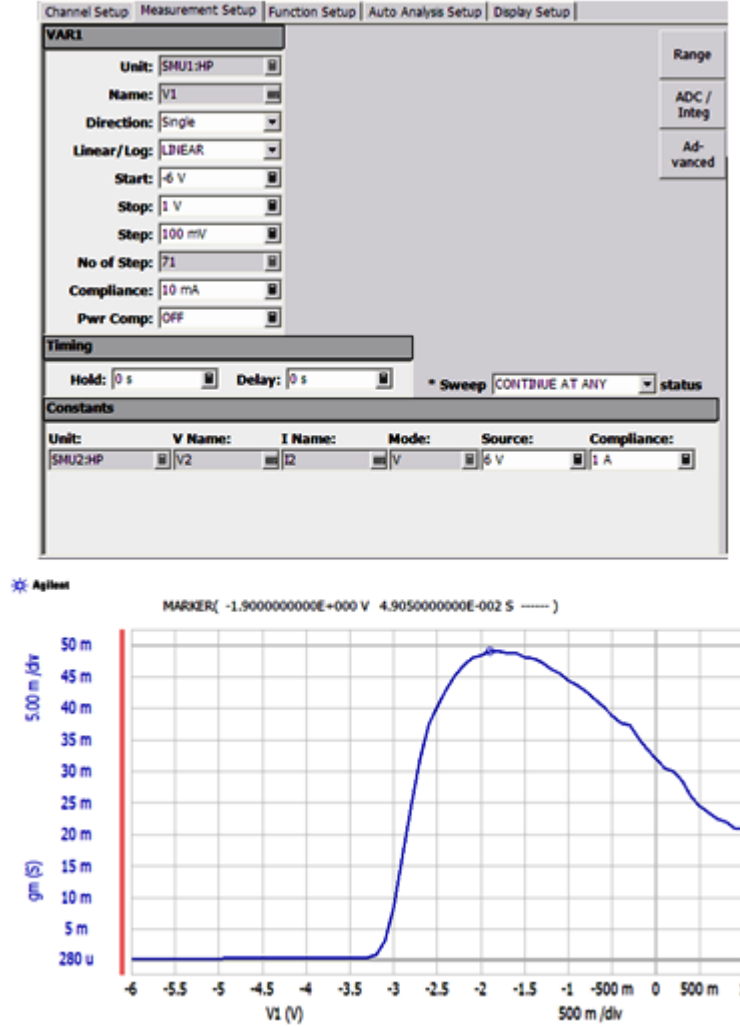 Channel Setup Measurement Setup Function Setup Auto Analysis Setup Display Setup
VAR1
Unit: SMU1:HP
Name: V1
Direction: Single
Linear/Log: LINEAR
Start: -6 V
Stop: 1 V
Step: 100 mV
No of Step: 71
Compliance: 10 mA
Pwr Comp: OFF
Range
ADC /
Integ
Ad-
vanced
Timing
Hold: 0 s Delay: 0 s * Sweep CONTINUE AT ANY status
Constants
Unit: V Name: I Name: Mode: Source: Compliance:
SMU2:HP V2 I2 V 6 V 1 A
Agilent
MARKER( -1.9000000000E+000 V 4.9050000000E-002 S ------ )
5.00 m /div
gm (S)
50 m
45 m
40 m
35 m
30 m
25 m
20 m
15 m
10 m
5 m
280 u
-6 -5.5 -5 -4.5 -4 -3.5 -3 -2.5 -2 -1.5 -1 -500 m 0 500 m
V1 (V) 500 m /div